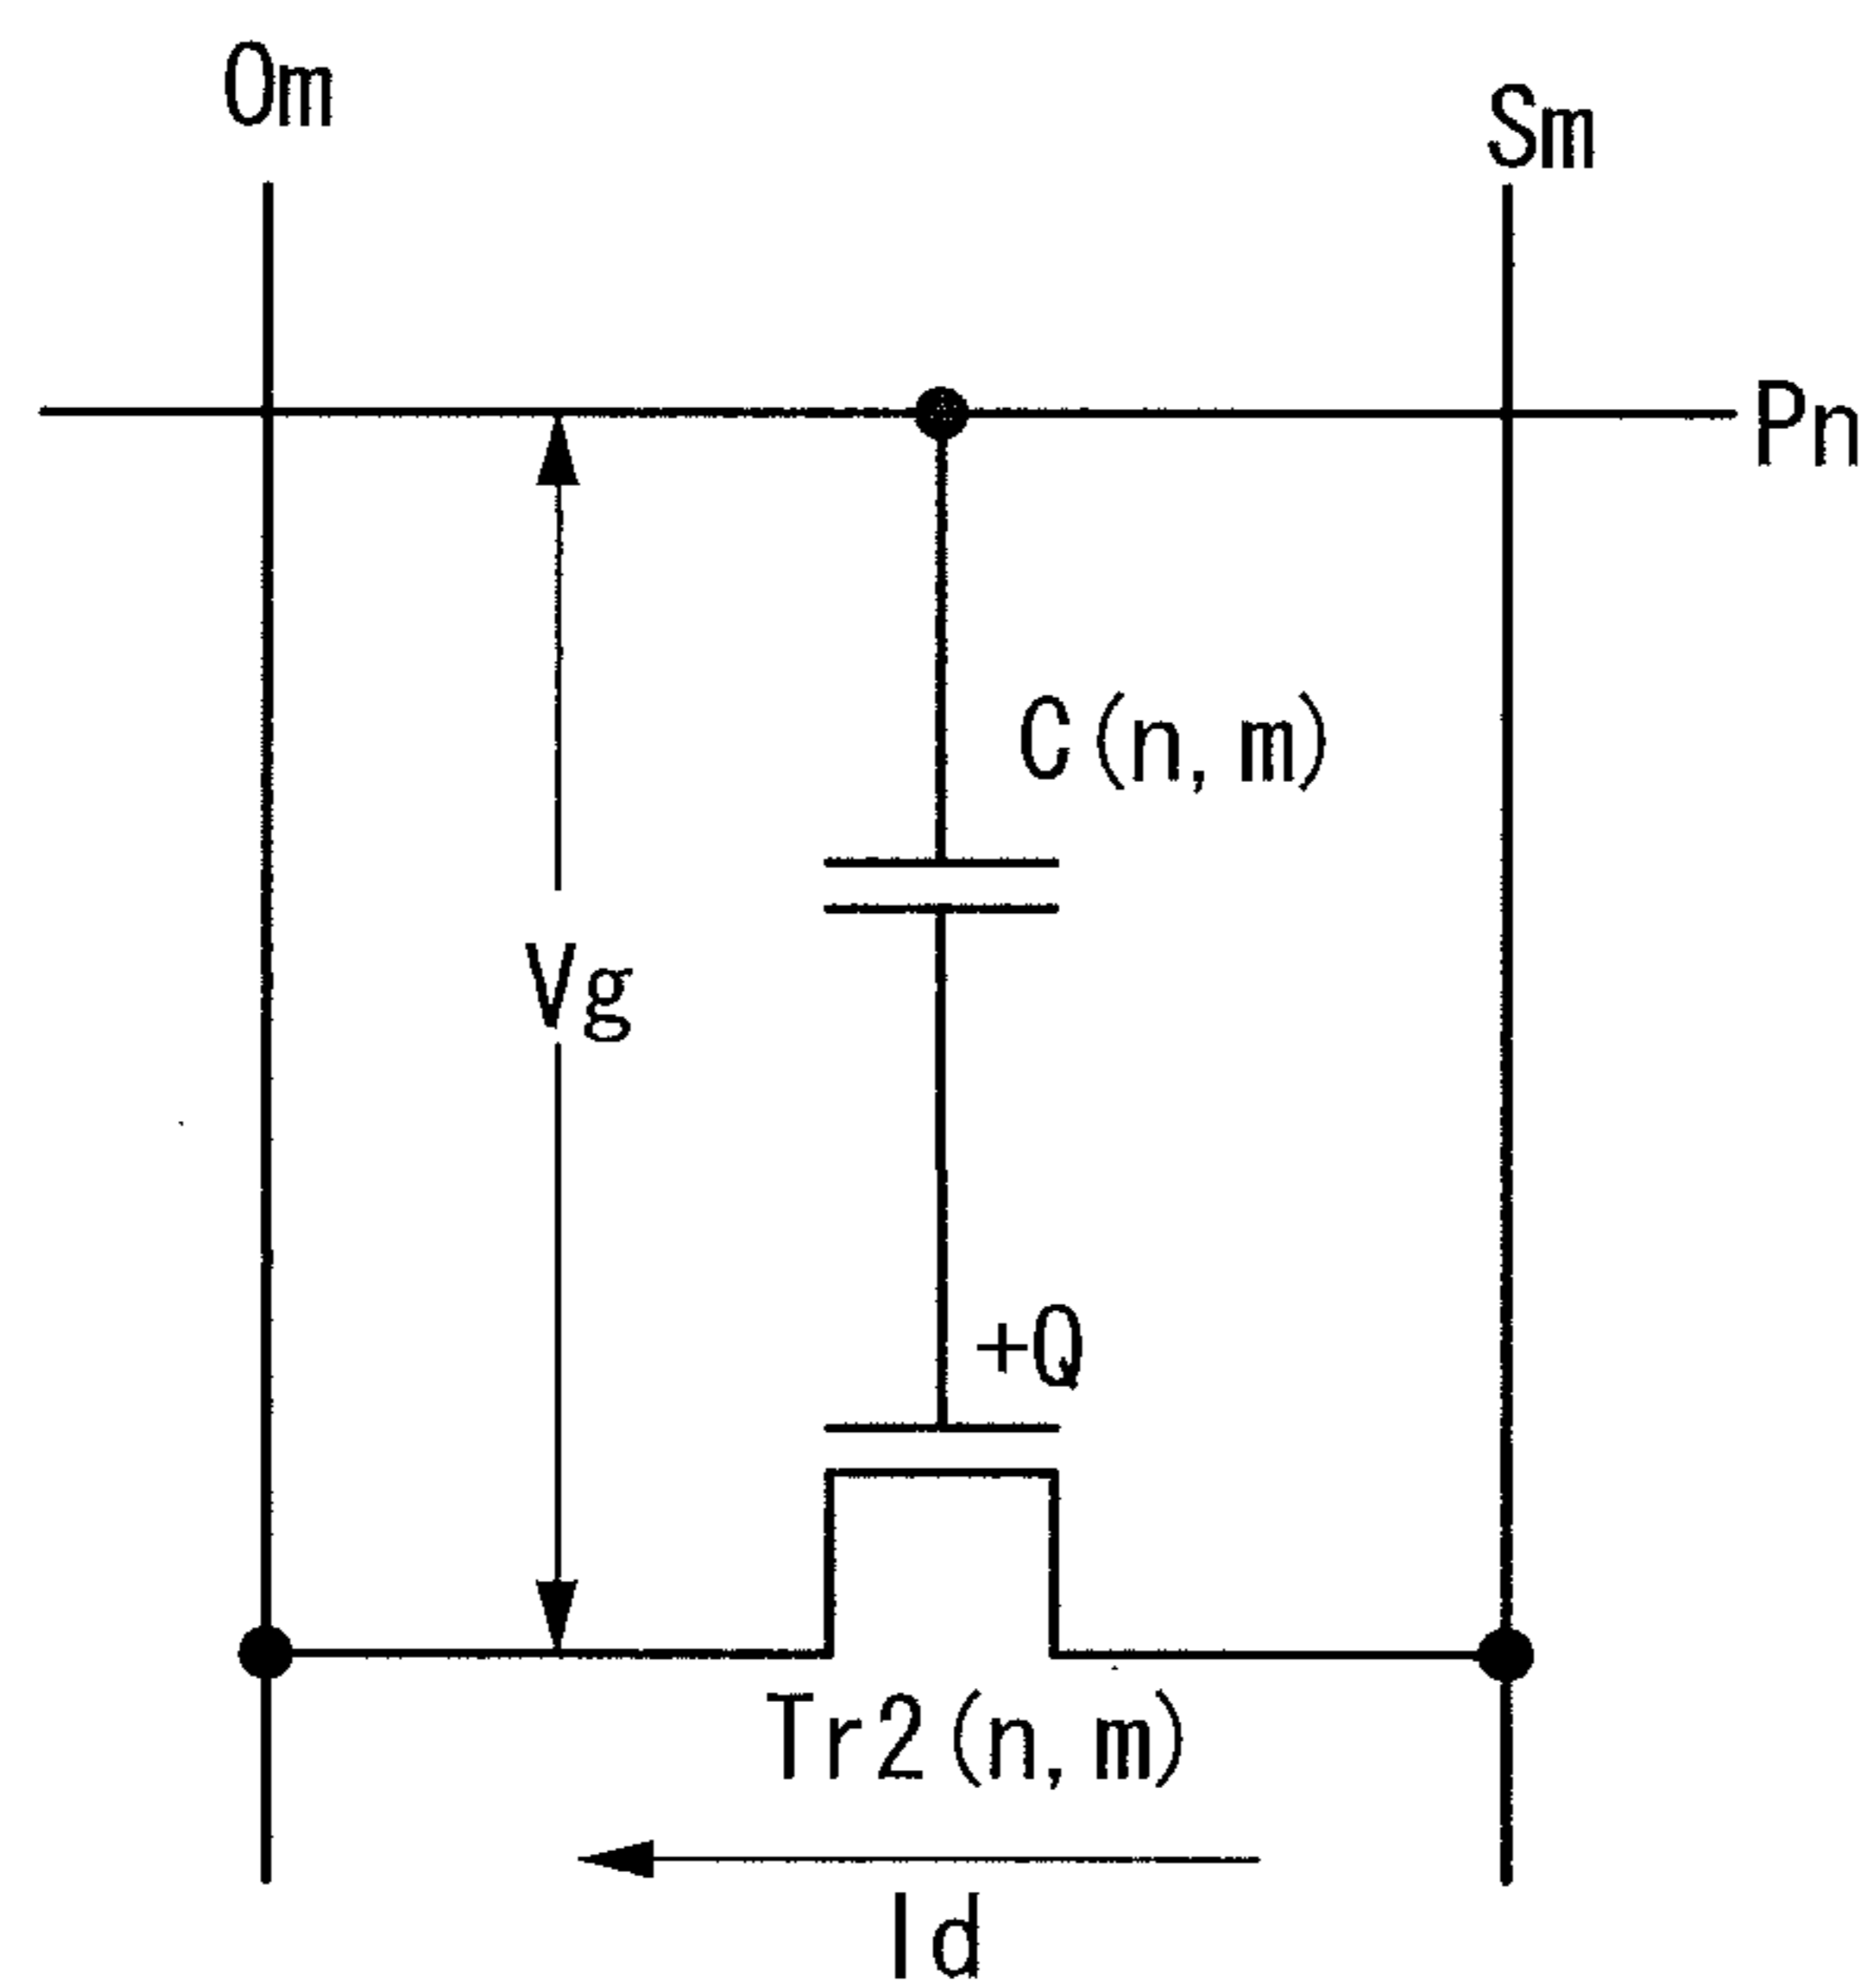 Om
Sm
Pn
C(n,m)
Vg
+Q
Tr2(n,m)
Id